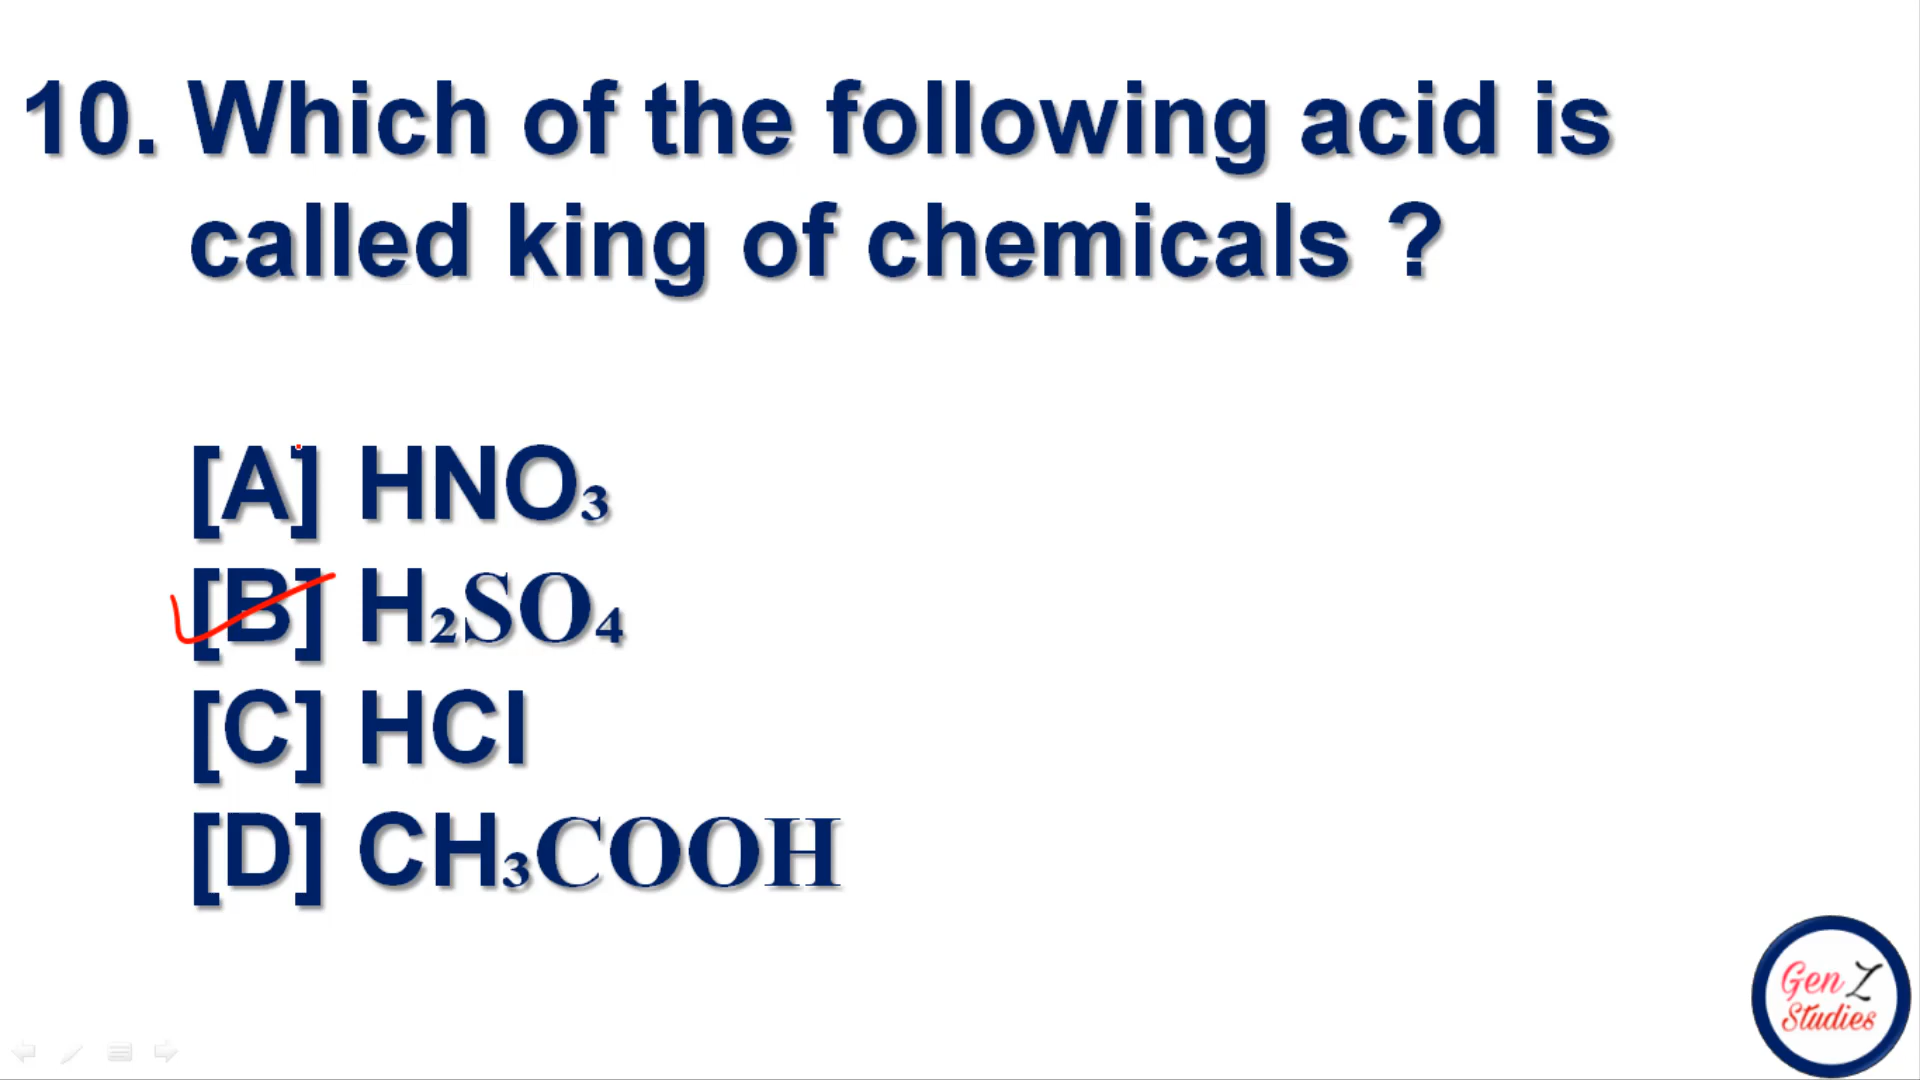 10. Which of the following acid is
called king of chemicals ?
[A] HNO₃
[B] H₂SO₄
[C] HCl
[D] CH₃COOH
Gen Z
Studies